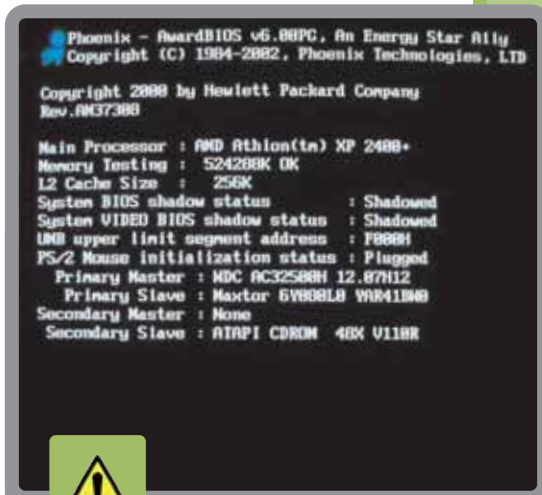 Phoenix - AwardBIOS v6.00PG, An Energy Star Ally
Copyright (C) 1984-2002, Phoenix Technologies, LTD
Copyright 2000 by Hewlett Packard Company
Rev.
Main Processor : AMD Athlon(tm) XP 2400+
Memory Testing : 524288K OK
L2 Cache Size : 256K
System BIOS shadow status : Shadowed
System VIDEO BIOS shadow status : Shadowed
UMB upper limit segment address : F000H
PS/2 Mouse initialization status : Plugged
Primary Master : WDC AC32500H 12.07H12
Primary Slave : Maxtor
Secondary Master : None
Secondary Slave : ATAPI CDROM 48X